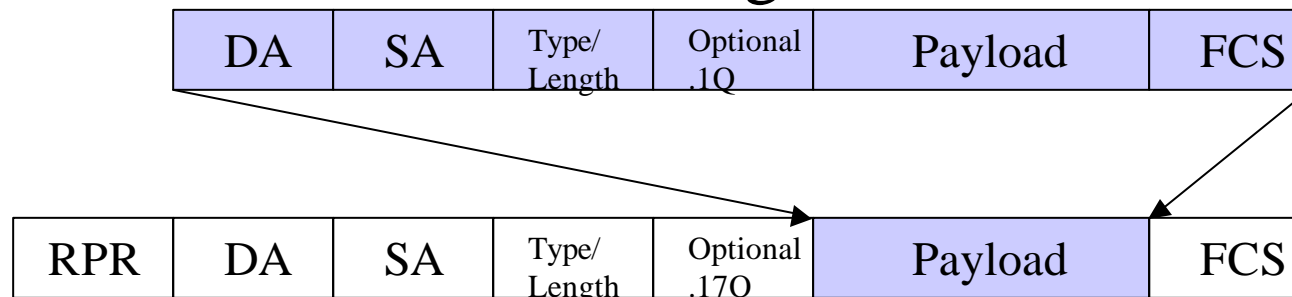 DA SA Type/ Length Optional .1Q Payload FCS
RPR DA SA Type/ Length Optional .17Q Payload FCS